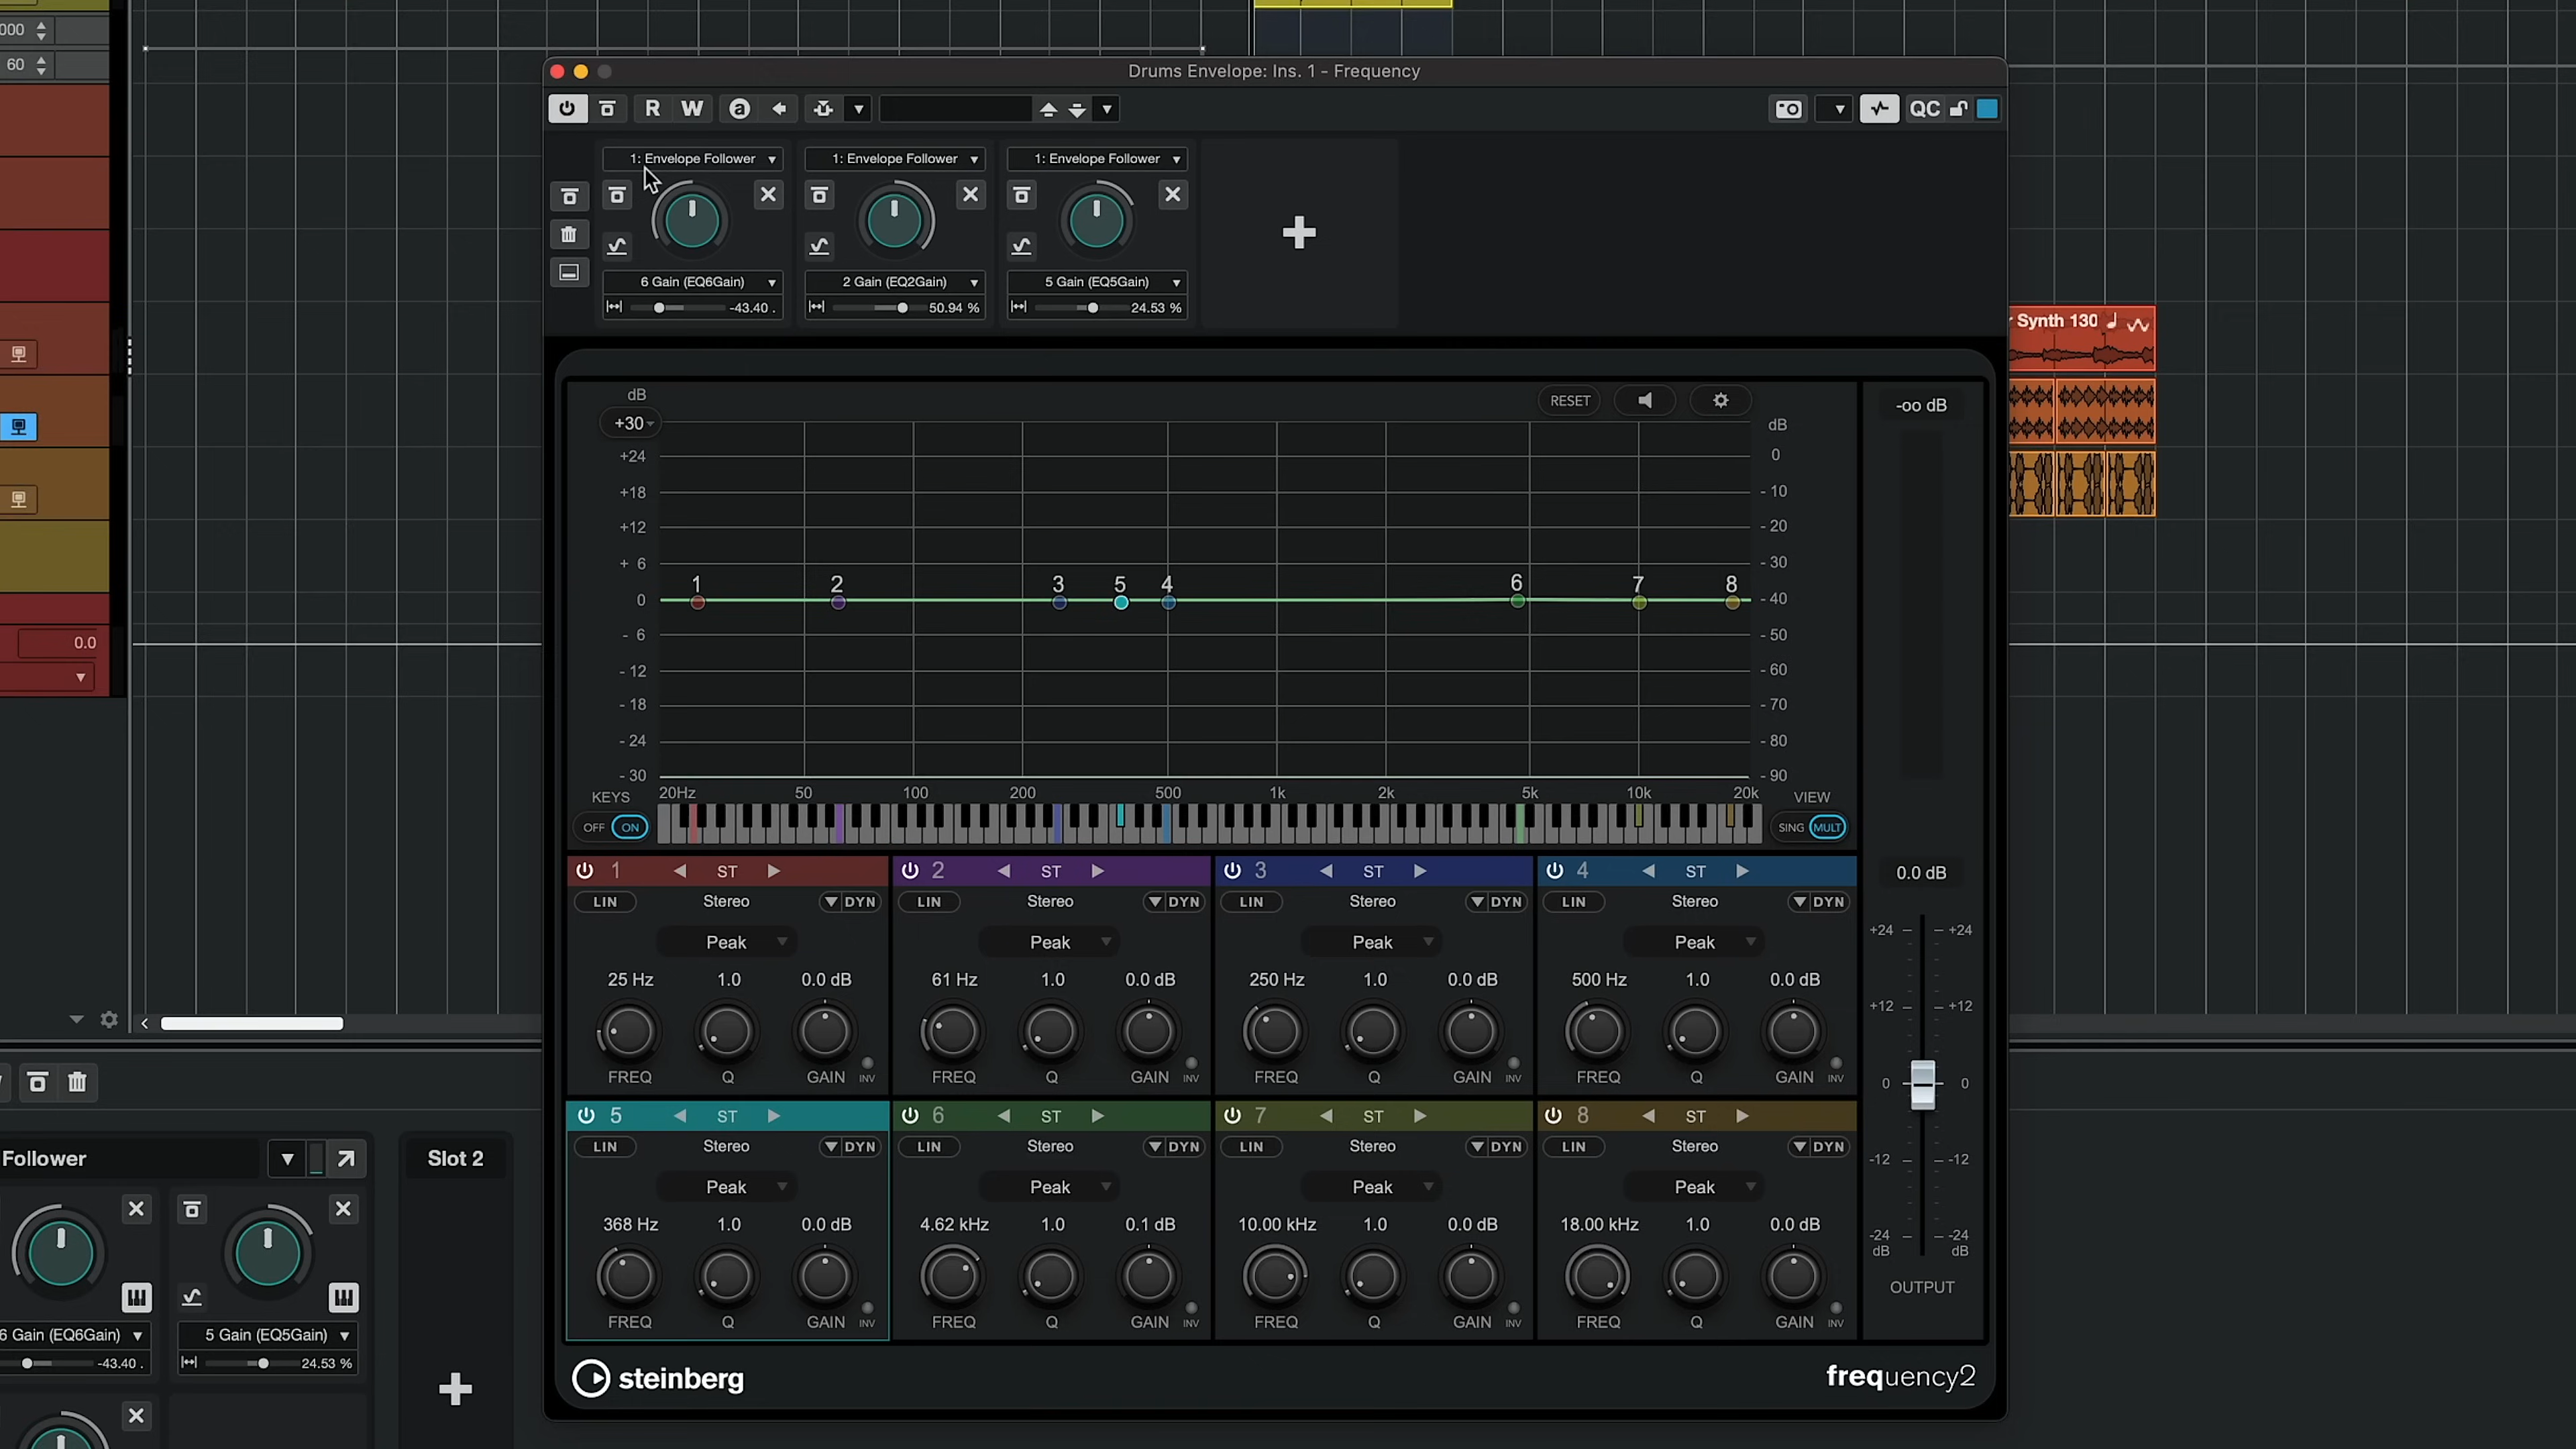 000
60
Drums Envelope: Ins. 1 - Frequency
R W a QC
1: Envelope Follower 1: Envelope Follower 1: Envelope Follower
6 Gain (EQ6Gain) 2 Gain (EQ2Gain) 5 Gain (EQ5Gain)
-43.40 . 50.94 % 24.53 %
Synth 130
dB RESET -oo dB
+30 dB
+24 0
+18 - 10
+12 - 20
+ 6 - 30
1 2 3 5 4 6 7 8
0 - 40
- 6 - 50
- 12 - 60
- 18 - 70
- 24 - 80
- 30 - 90
0.0
KEYS 20Hz 50 100 200 500 1k 2k 5k 10k 20k VIEW
OFF ON SING MULT
1 ST 2 ST 3 ST 4 ST 0.0 dB
LIN Stereo DYN LIN Stereo DYN LIN Stereo DYN LIN Stereo DYN
Peak Peak Peak Peak
25 Hz 1.0 0.0 dB 61 Hz 1.0 0.0 dB 250 Hz 1.0 0.0 dB 500 Hz 1.0 0.0 dB
FREQ Q GAIN INV FREQ Q GAIN INV FREQ Q GAIN INV FREQ Q GAIN INV
5 ST 6 ST 7 ST 8 ST
LIN Stereo DYN LIN Stereo DYN LIN Stereo DYN LIN Stereo DYN
Peak Peak Peak Peak
368 Hz 1.0 0.0 dB 4.62 kHz 1.0 0.1 dB 10.00 kHz 1.0 0.0 dB 18.00 kHz 1.0 0.0 dB
FREQ Q GAIN INV FREQ Q GAIN INV FREQ Q GAIN INV FREQ Q GAIN INV
+24 +24
+12 +12
0 0
-12 -12
-24 -24
dB dB
OUTPUT
steinberg frequency2
Follower Slot 2
6 Gain (EQ6Gain) 5 Gain (EQ5Gain)
-43.40 . 24.53 %